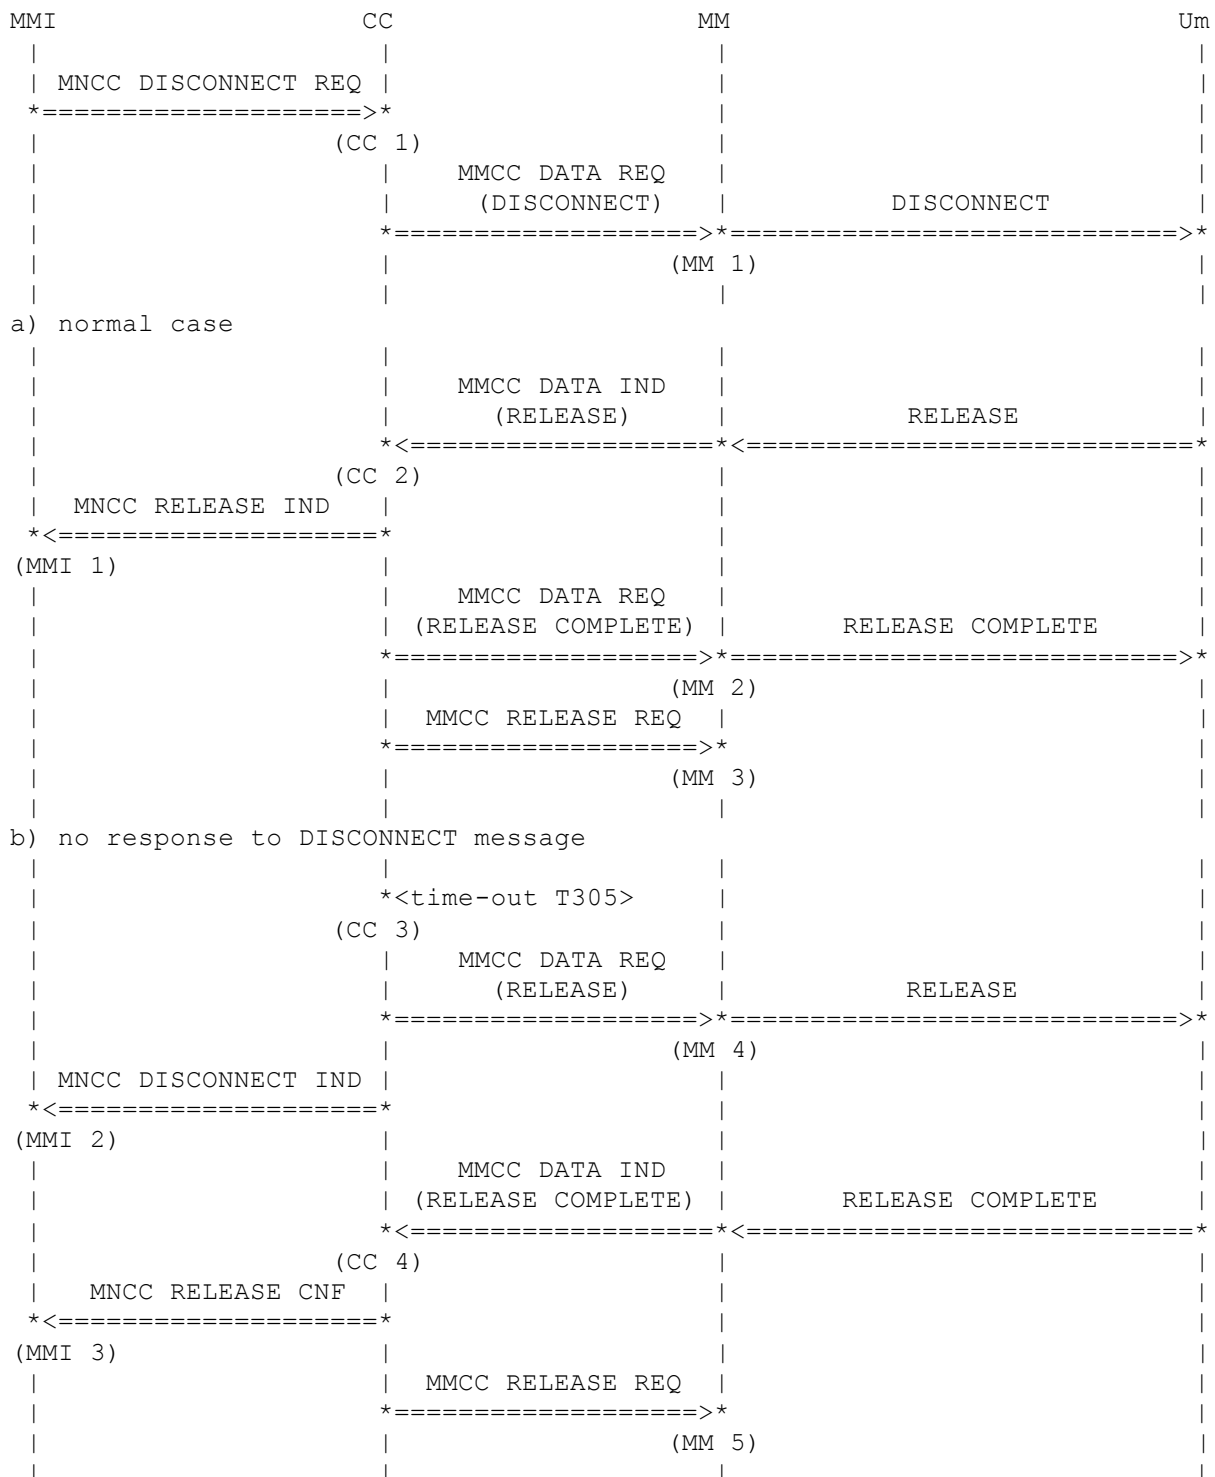 MMI CC MM Um
MNCC DISCONNECT REQ
*====================>*
(CC 1)
MMCC DATA REQ
(DISCONNECT) DISCONNECT
*===================>*============================>*
(MM 1)
a) normal case
MMCC DATA IND
(RELEASE) RELEASE
*<===================*<============================*
(CC 2)
MNCC RELEASE IND
*<====================*
(MMI 1)
MMCC DATA REQ
(RELEASE COMPLETE) RELEASE COMPLETE
*===================>*============================>*
(MM 2)
MMCC RELEASE REQ
*===================>*
(MM 3)
b) no response to DISCONNECT message
*<time-out T305>
(CC 3)
MMCC DATA REQ
(RELEASE) RELEASE
*===================>*============================>*
(MM 4)
MNCC DISCONNECT IND
*<====================*
(MMI 2)
MMCC DATA IND
(RELEASE COMPLETE) RELEASE COMPLETE
*<===================*<============================*
(CC 4)
MNCC RELEASE CNF
*<====================*
(MMI 3)
MMCC RELEASE REQ
*===================>*
(MM 5)